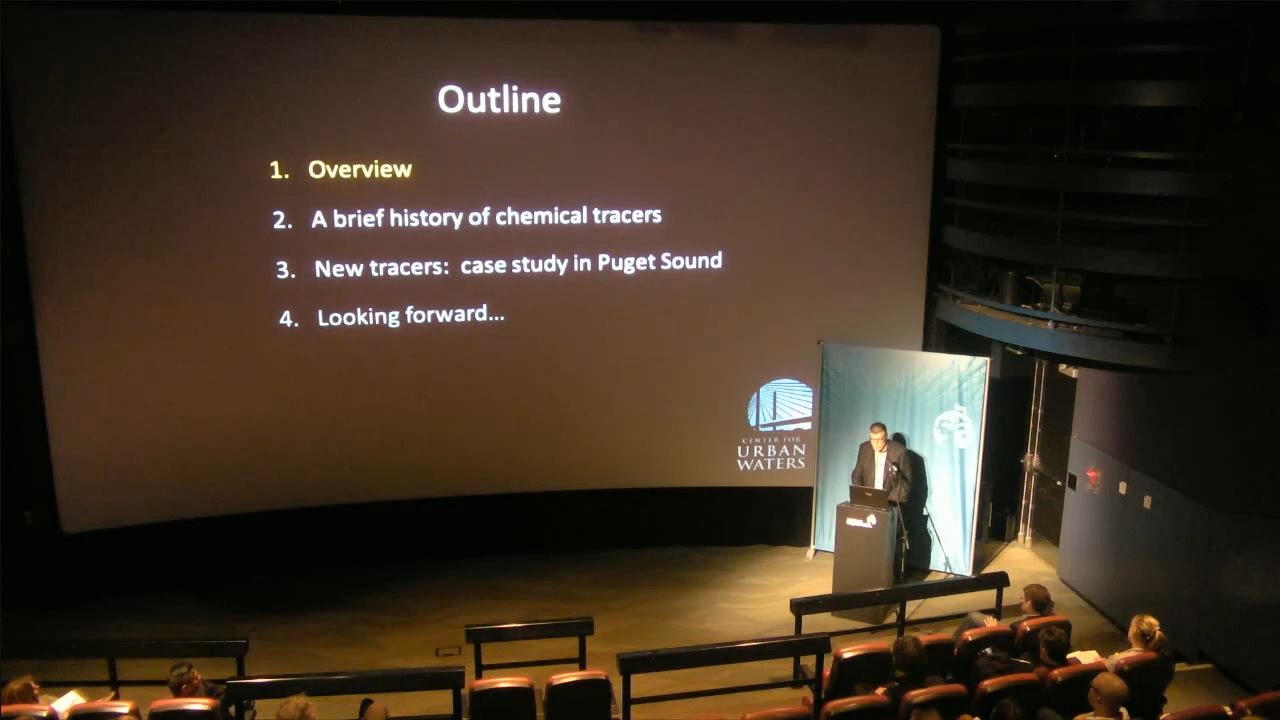 Outline
1. Overview
2. A brief history of chemical tracers
3. New tracers: case study in Puget Sound
4. Looking forward...
CENTER FOR
URBAN
WATERS